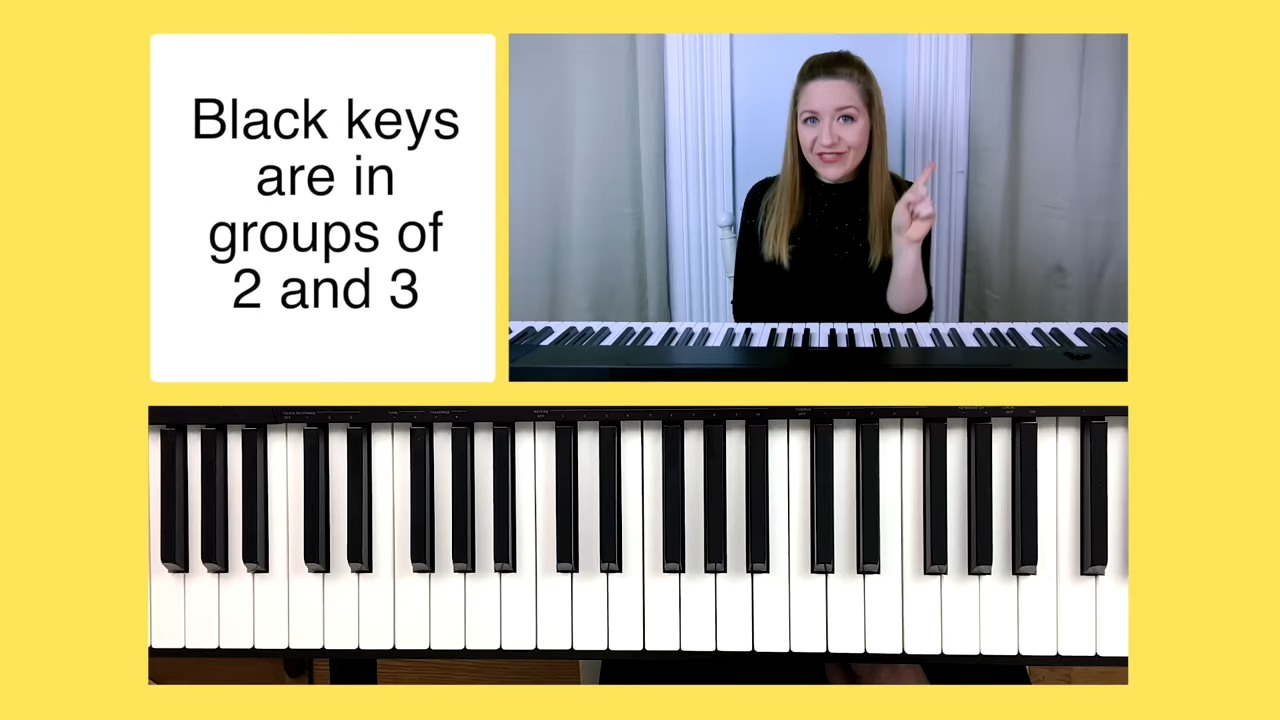 Black keys
are in
groups of
2 and 3